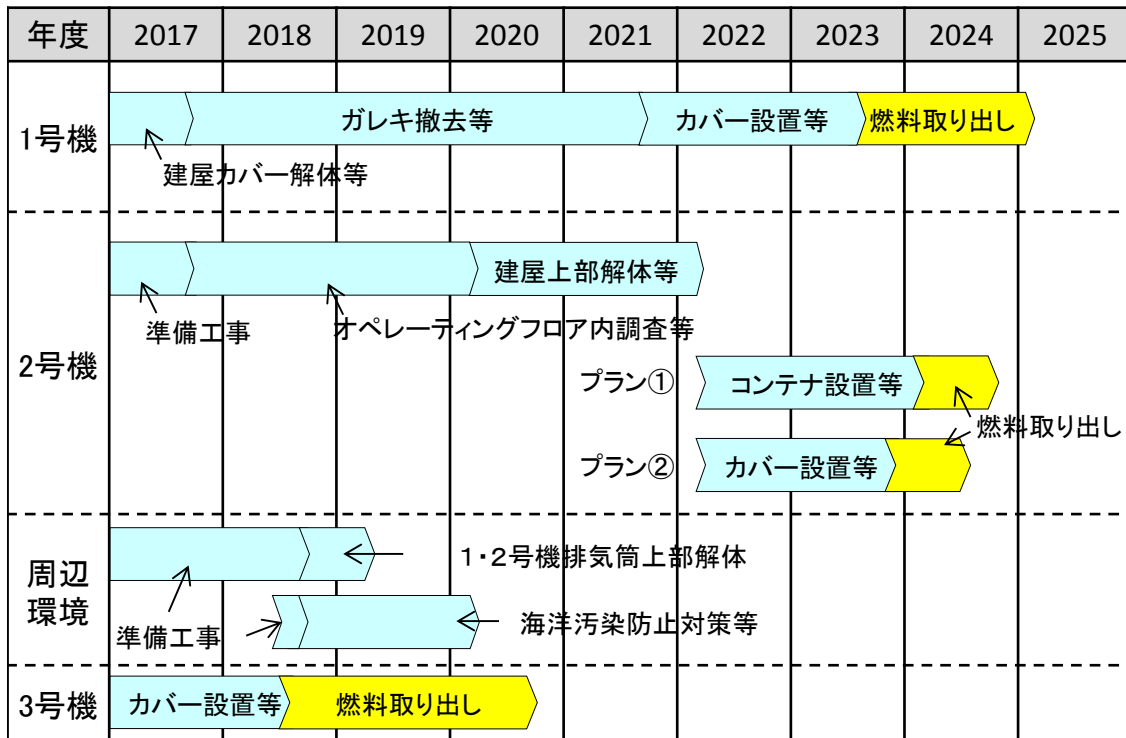 年度 2017 2018 2019 2020 2021 2022 2023 2024 2025
1号機
ガレキ撤去等 カバー設置等 燃料取り出し
建屋カバー解体等
2号機
建屋上部解体等
準備工事 オペレーティングフロア内調査等
プラン① コンテナ設置等
燃料取り出し
プラン② カバー設置等
周辺
環境
1・2号機排気筒上部解体
準備工事 海洋汚染防止対策等
3号機 カバー設置等 燃料取り出し